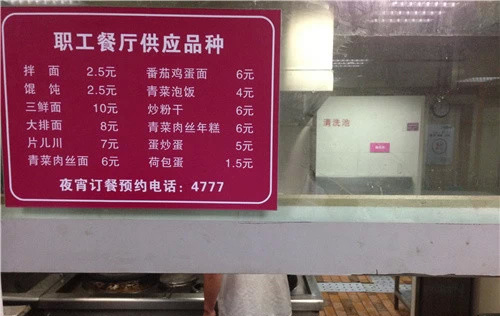 职工餐厅供应品种
拌面 2.5元 番茄鸡蛋面 6元
馄饨 2.5元 青菜泡饭 4元
三鲜面 10元 炒粉干 6元
大排面 8元 青菜肉丝年糕 6元
片儿川 7元 蛋炒蛋 5元
青菜肉丝面 6元 荷包蛋 1.5元
夜宵订餐预约电话：4777
清洗池